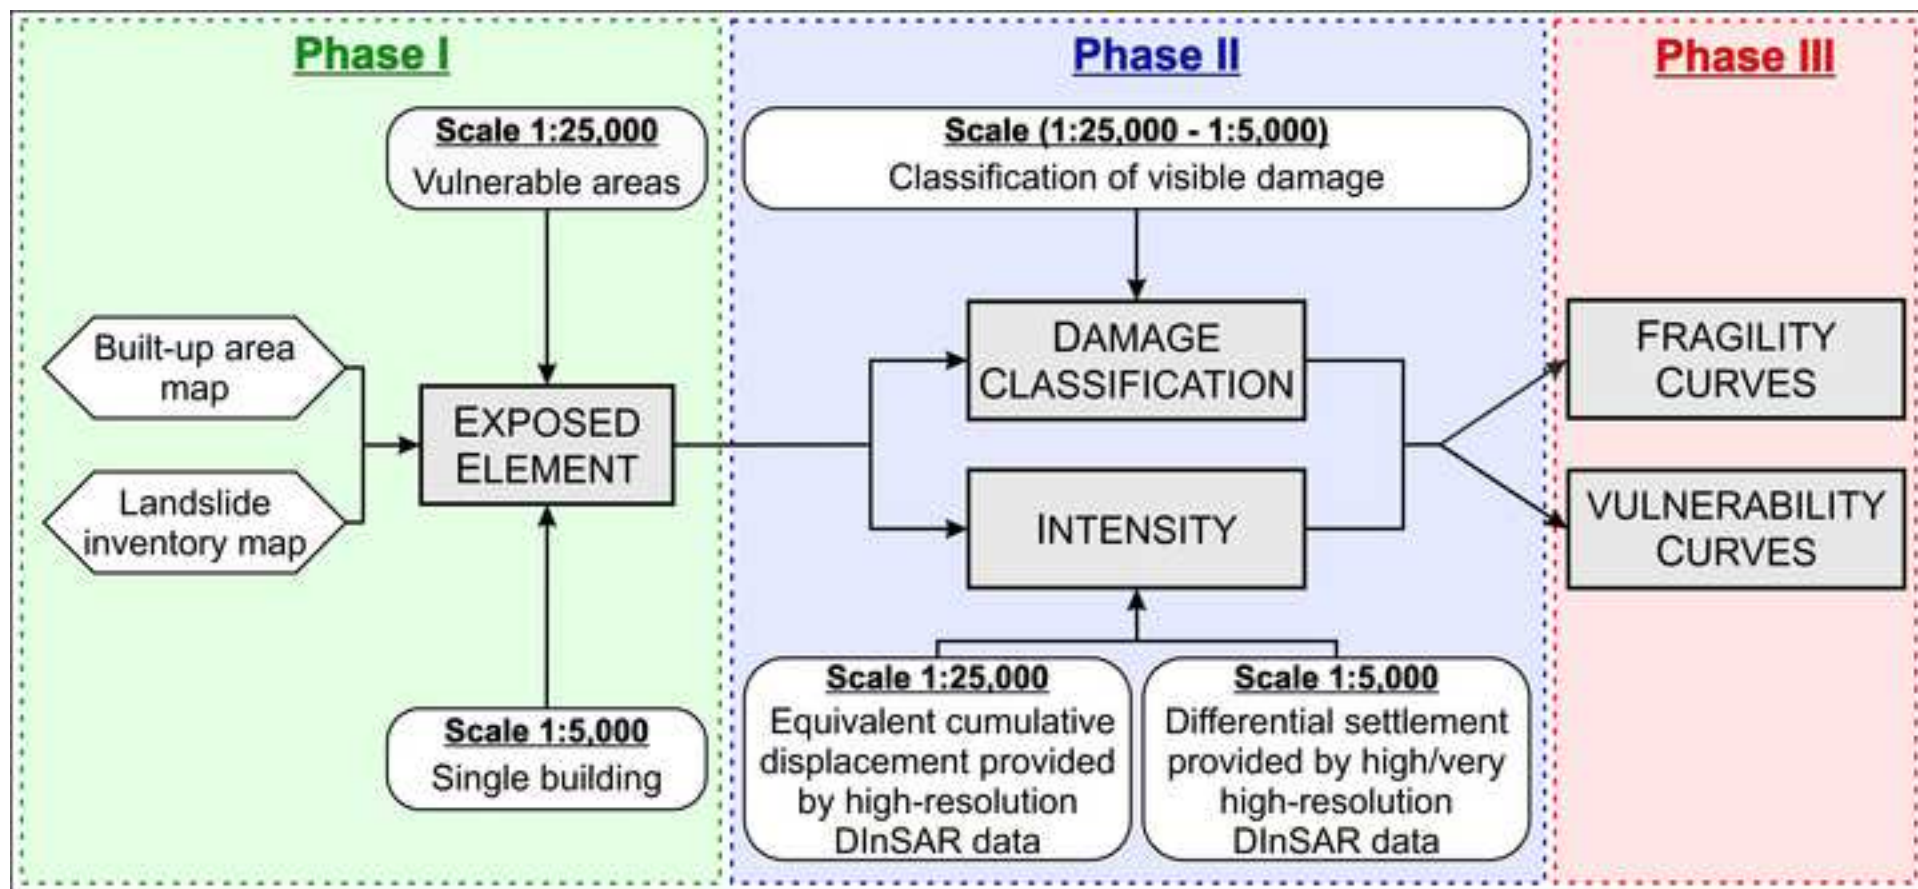 Phase I
Scale 1:25,000
Vulnerable areas
Built-up area
map
Landslide
inventory map
EXPOSED
ELEMENT
Scale 1:5,000
Single building
Phase II
Scale (1:25,000 - 1:5,000)
Classification of visible damage
DAMAGE
CLASSIFICATION
INTENSITY
Scale 1:25,000
Equivalent cumulative
displacement provided
by high-resolution
DInSAR data
Scale 1:5,000
Differential settlement
provided by high/very
high-resolution
DInSAR data
Phase III
FRAGILITY
CURVES
VULNERABILITY
CURVES